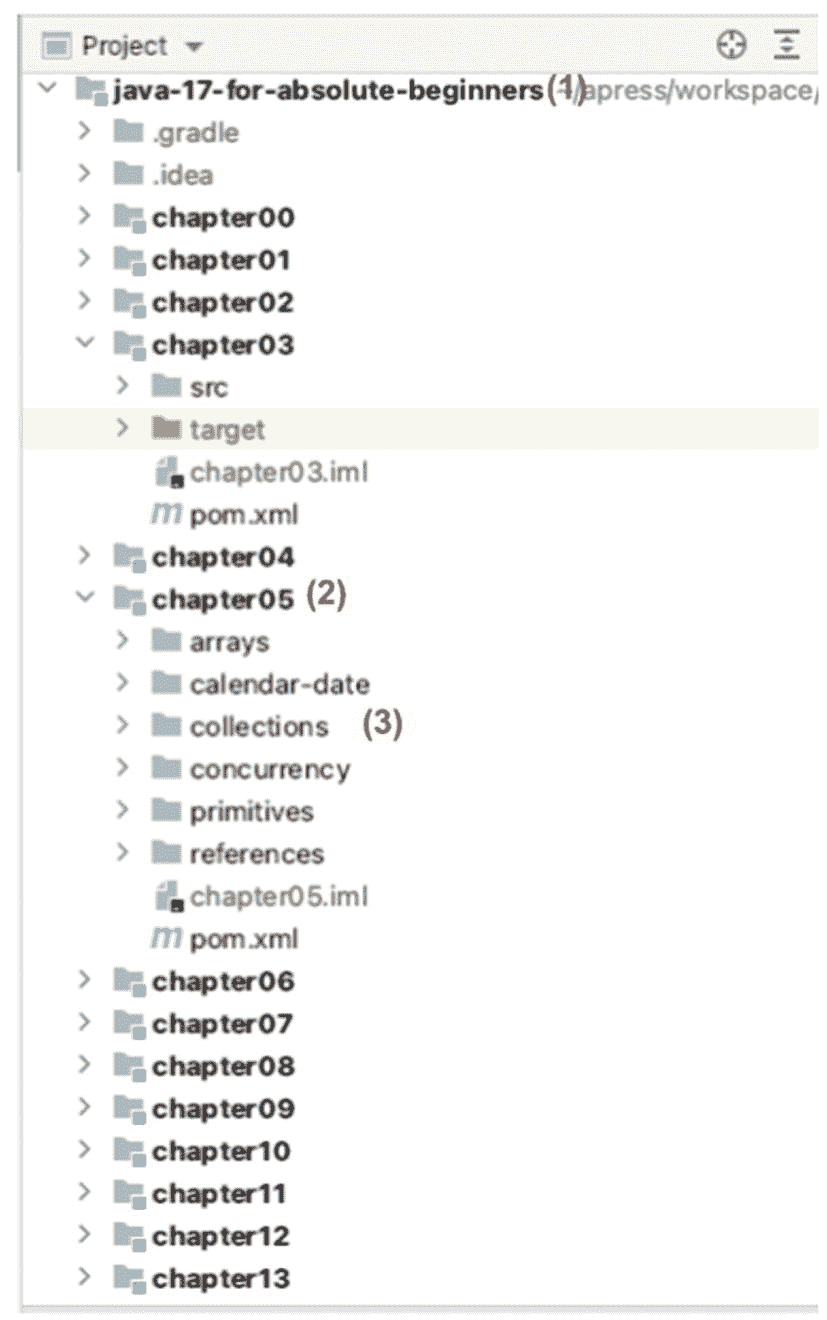 Project
java-17-for-absolute-beginners (1) ~/apress/workspace/
.gradle
.idea
chapter00
chapter01
chapter02
chapter03
src
target
chapter03.iml
m pom.xml
chapter04
chapter05 (2)
arrays
calendar-date
collections (3)
concurrency
primitives
references
chapter05.iml
m pom.xml
chapter06
chapter07
chapter08
chapter09
chapter10
chapter11
chapter12
chapter13